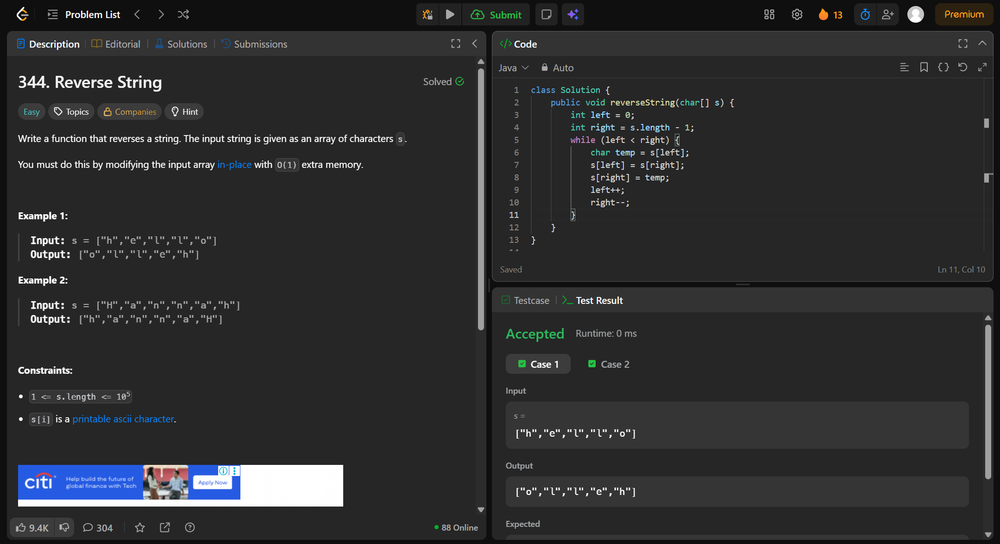 Problem List
Submit
13
Premium
Description
Editorial
Solutions
Submissions
344. Reverse String
Solved
Easy
Topics
Companies
Hint
Write a function that reverses a string. The input string is given as an array of characters s.
You must do this by modifying the input array in-place with O(1) extra memory.
Example 1:
Input: s = ["h","e","l","l","o"]
Output: ["o","l","l","e","h"]
Example 2:
Input: s = ["H","a","n","n","a","h"]
Output: ["h","a","n","n","a","H"]
Constraints:
1 <= s.length <= 10⁵
s[i] is a printable ascii character.
citi
Help build the future of
global finance with Tech
Apply Now
9.4K
304
88 Online
</> Code
Java
Auto
1 class Solution {
2 public void reverseString(char[] s) {
3 int left = 0;
4 int right = s.length - 1;
5 while (left < right) {
6 char temp = s[left];
7 s[left] = s[right];
8 s[right] = temp;
9 left++;
10 right--;
11 }
12 }
13 }
Saved
Ln 11, Col 10
Testcase
Test Result
Accepted
Runtime: 0 ms
Case 1
Case 2
Input
s =
["h","e","l","l","o"]
Output
["o","l","l","e","h"]
Expected